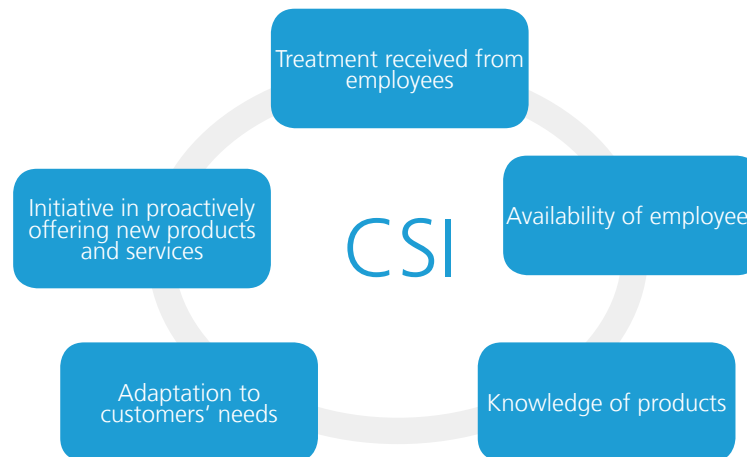 Treatment received from
employees
Availability of employee
Knowledge of products
Adaptation to
customers’ needs
Initiative in proactively
offering new products
and services
CSI